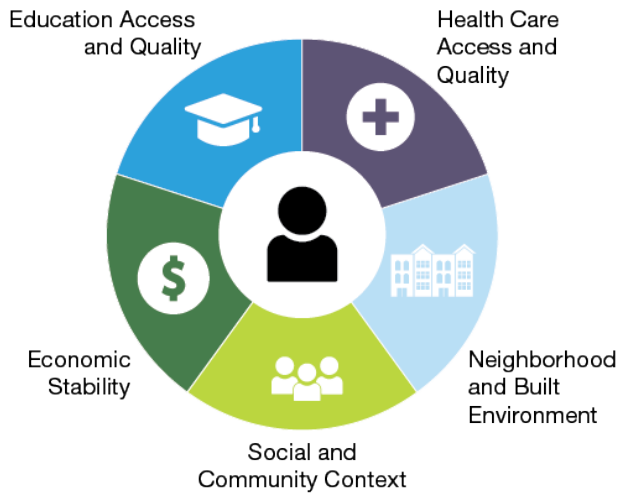 Education Access
and Quality
Health Care
Access and
Quality
$
Economic
Stability
Neighborhood
and Built
Environment
Social and
Community Context